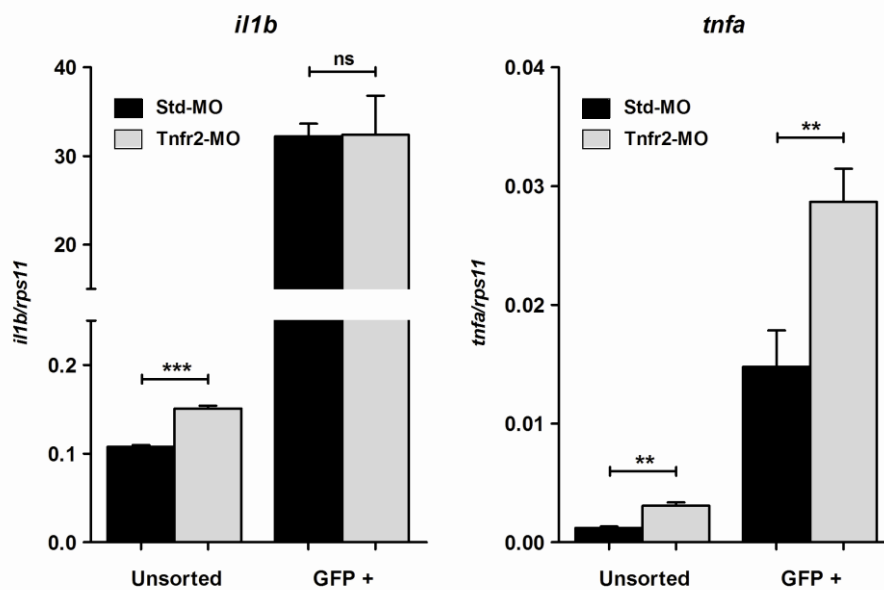 il1b
40
ns
Std-MO
Tnfr2-MO
30
20
il1b/rps11
0.2
***
0.1
0.0
Unsorted
GFP +
tnfa
0.04
Std-MO
**
Tnfr2-MO
0.03
0.02
tnfa/rps11
0.01
**
0.00
Unsorted
GFP +